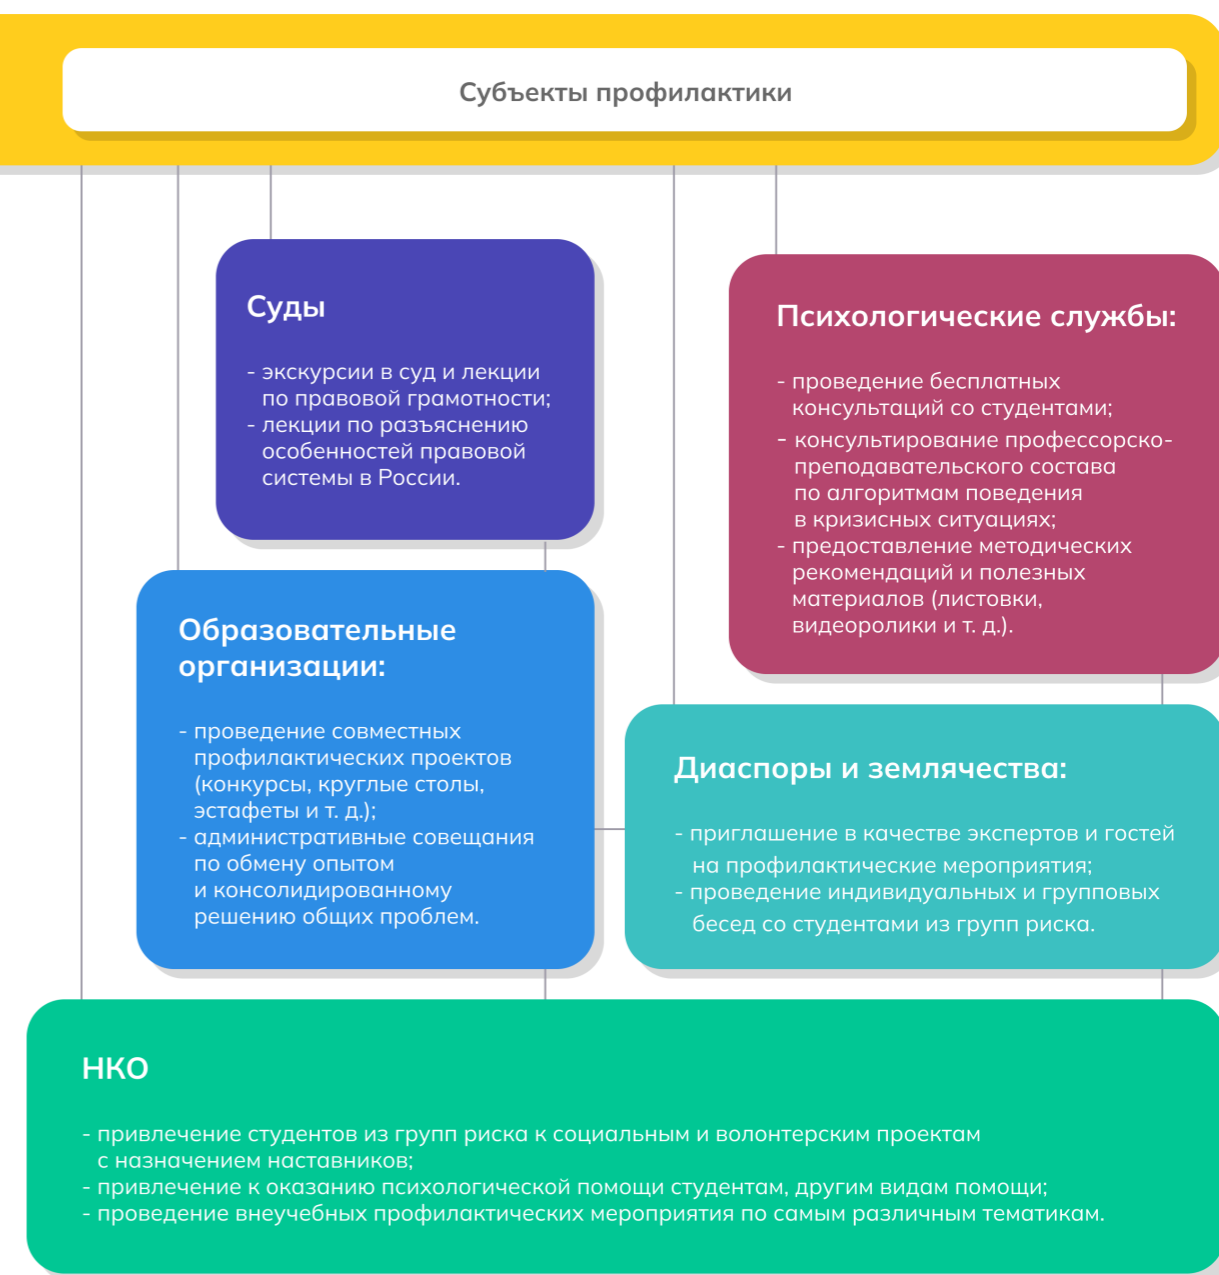 Субъекты профилактики
Суды
- экскурсии в суд и лекции
по правовой грамотности;
- лекции по разъяснению
особенностей правовой
системы в России.
Психологические службы:
- проведение бесплатных
консультаций со студентами;
- консультирование профессорско-
преподавательского состава
по алгоритмам поведения
в кризисных ситуациях;
- предоставление методических
рекомендаций и полезных
материалов (листовки,
видеоролики и т. д.).
Образовательные
организации:
- проведение совместных
профилактических проектов
(конкурсы, круглые столы,
эстафеты и т. д.);
- административные совещания
по обмену опытом
и консолидированному
решению общих проблем.
Диаспоры и землячества:
- приглашение в качестве экспертов и гостей
на профилактические мероприятия;
- проведение индивидуальных и групповых
бесед со студентами из групп риска.
НКО
- привлечение студентов из групп риска к социальным и волонтерским проектам
с назначением наставников;
- привлечение к оказанию психологической помощи студентам, другим видам помощи;
- проведение внеучебных профилактических мероприятия по самым различным тематикам.